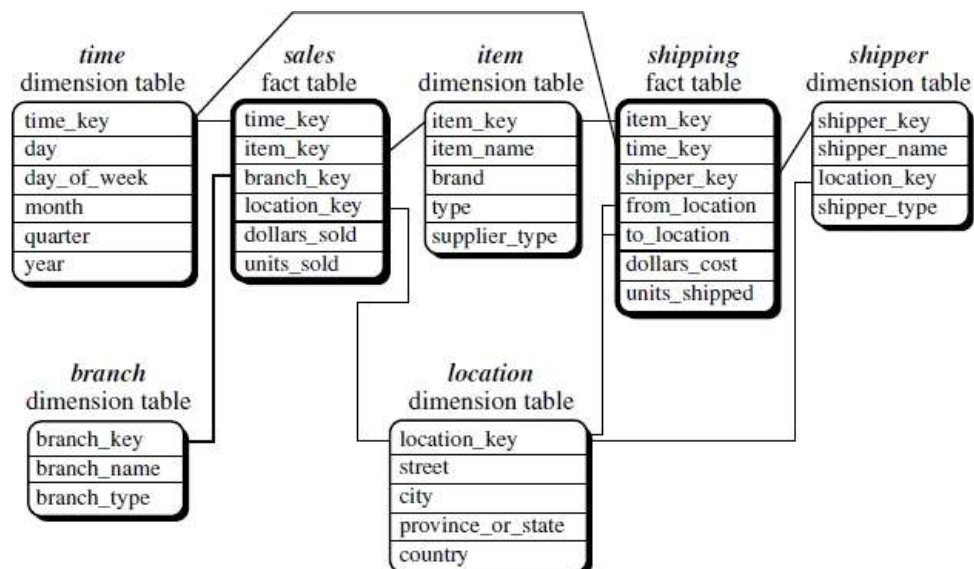 time
dimension table
time_key
day
day_of_week
month
quarter
year
sales
fact table
time_key
item_key
branch_key
location_key
dollars_sold
units_sold
item
dimension table
item_key
item_name
brand
type
supplier_type
shipping
fact table
item_key
time_key
shipper_key
from_location
to_location
dollars_cost
units_shipped
shipper
dimension table
shipper_key
shipper_name
location_key
shipper_type
branch
dimension table
branch_key
branch_name
branch_type
location
dimension table
location_key
street
city
province_or_state
country